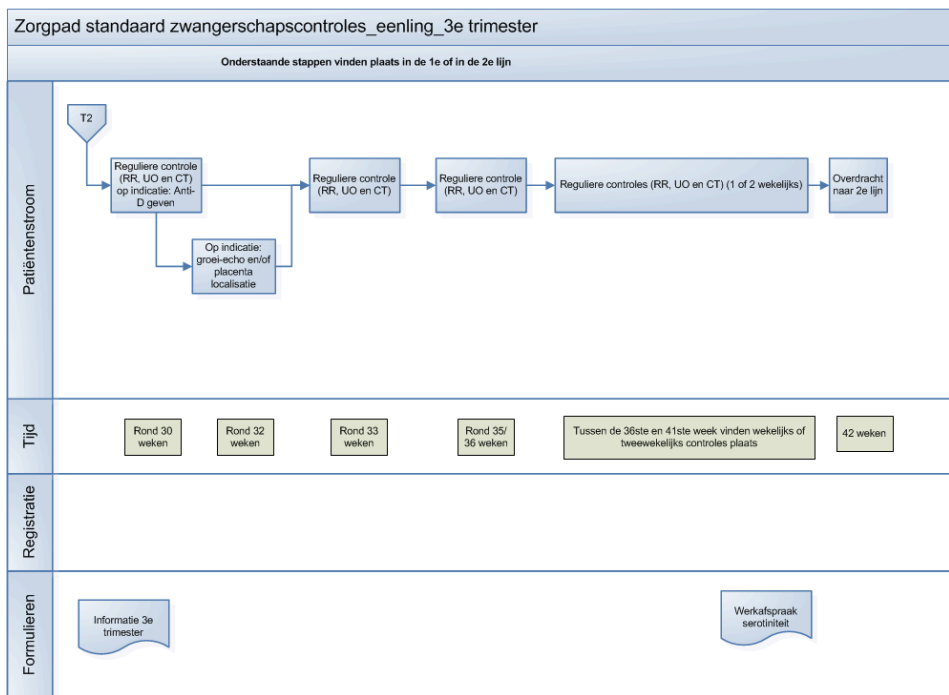 Zorgpad standaard zwangerschapscontroles_eenling_3e trimester
Onderstaande stappen vinden plaats in de 1e of in de 2e lijn
Patiëntenstroom
T2
Reguliere controle
(RR, UO en CT)
op indicatie: Anti-
D geven
Op indicatie:
groei-echo en/of
placenta
localisatie
Reguliere controle
(RR, UO en CT)
Reguliere controle
(RR, UO en CT)
Reguliere controles (RR, UO en CT) (1 of 2 wekelijks)
Overdracht
naar 2e lijn
Tijd
Rond 30
weken
Rond 32
weken
Rond 33
weken
Rond 35/
36 weken
Tussen de 36ste en 41ste week vinden wekelijks of
tweewekelijks controles plaats
42 weken
Registratie
Formulieren
Informatie 3e
trimester
Werkafspraak
serotiniteit